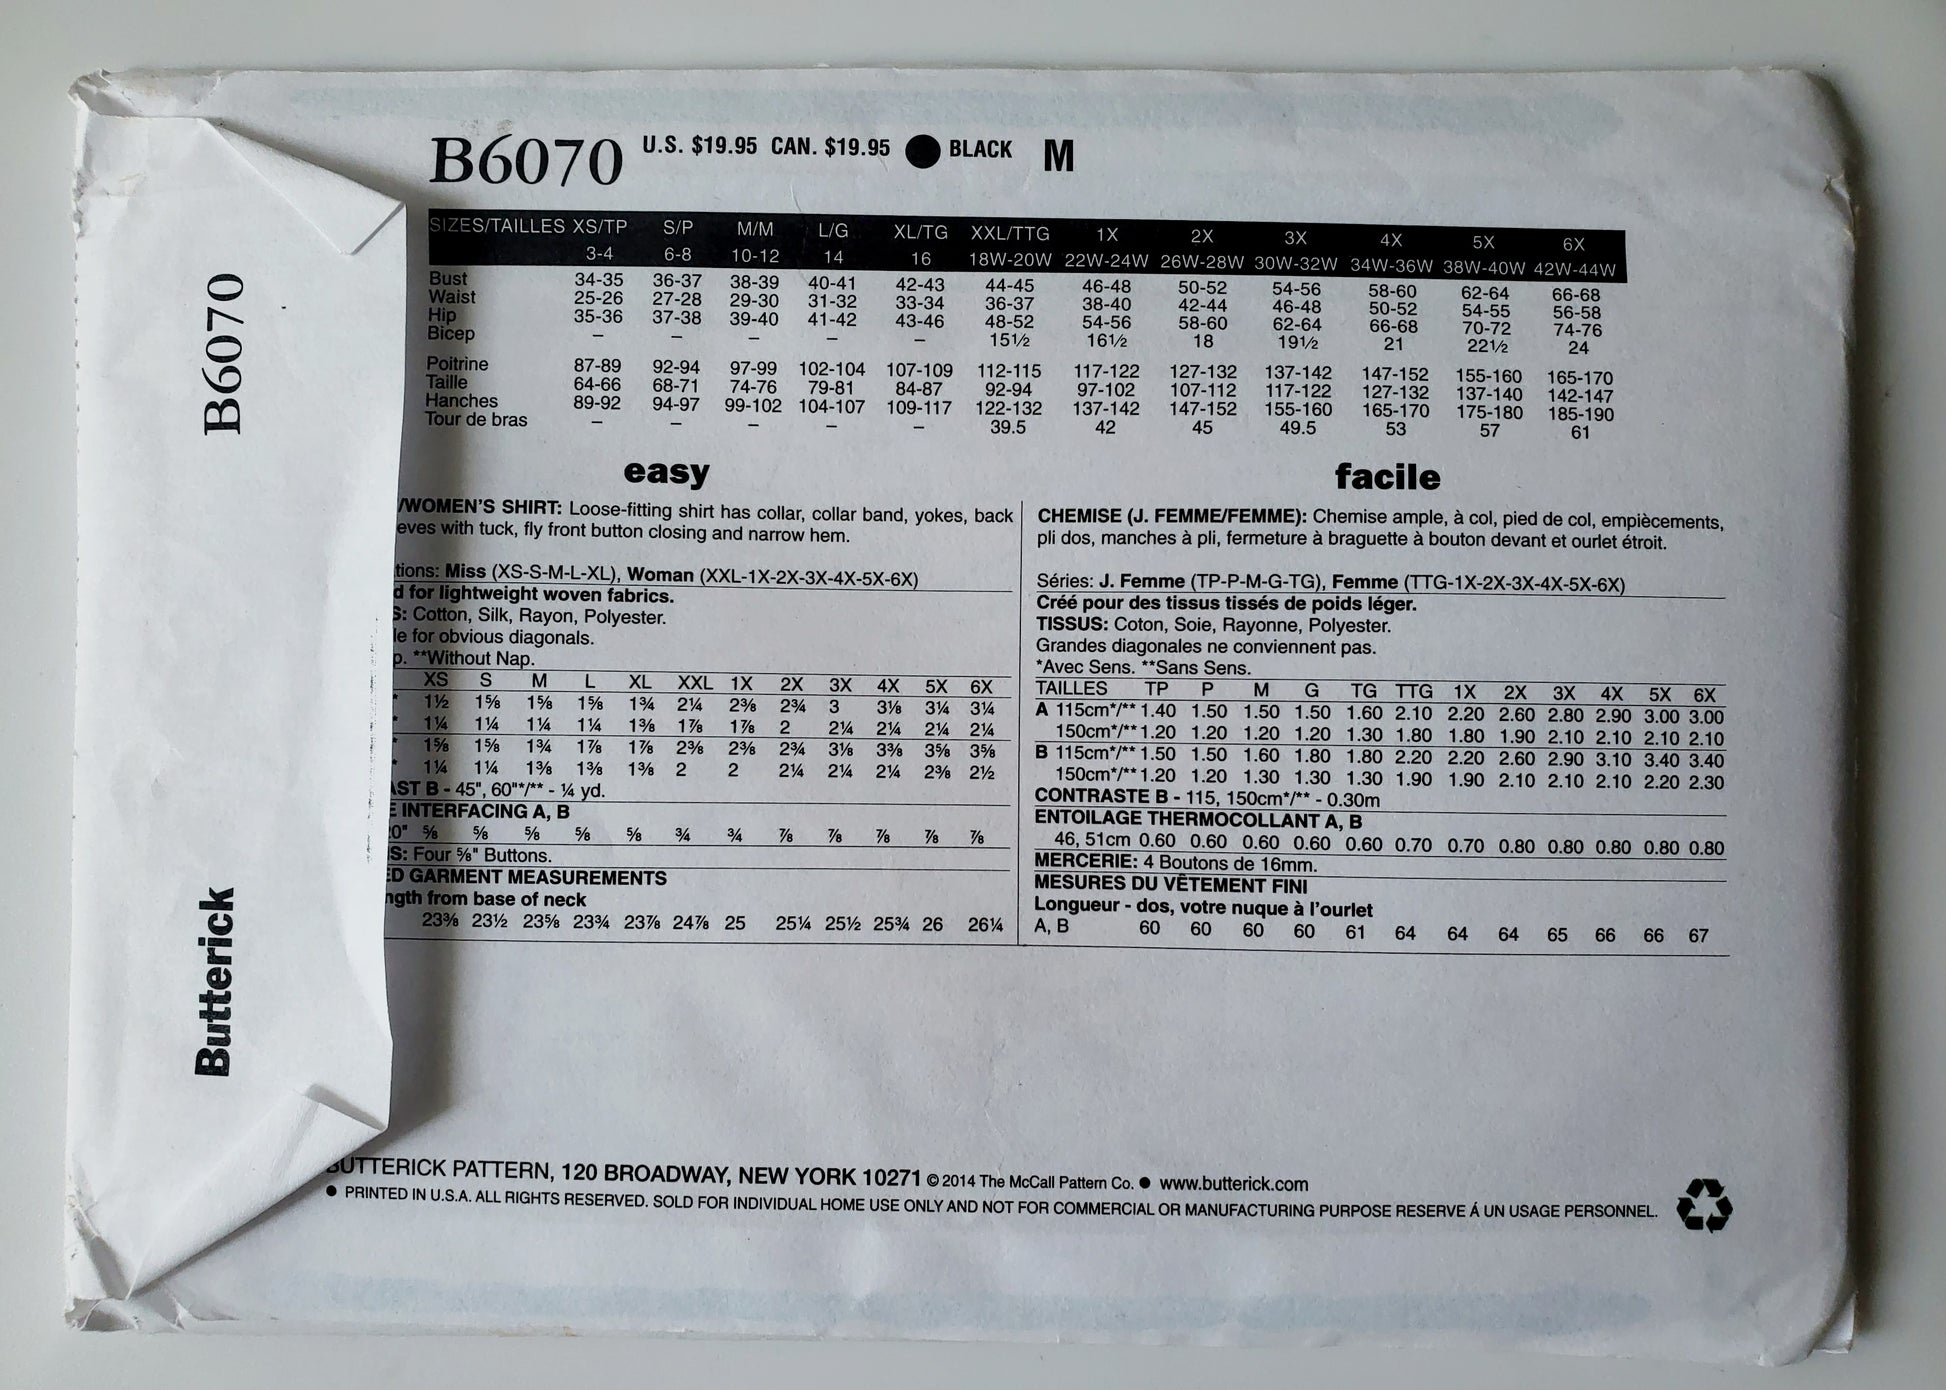 B6070 U.S. $19.95 CAN. $19.95 ● BLACK M
SIZES/TAILLES XS/TP S/P M/M L/G XL/TG XXL/TTG 1X 2X 3X 4X 5X 6X
3-4 6-8 10-12 14 16 18W-20W 22W-24W 26W-28W 30W-32W 34W-36W 38W-40W 42W-44W
Bust 34-35 36-37 38-39 40-41 42-43 44-45 46-48 50-52 54-56 58-60 62-64 66-68
Waist 25-26 27-28 29-30 31-32 33-34 36-37 38-40 42-44 46-48 50-52 54-55 56-58
Hip 35-36 37-38 39-40 41-42 43-46 48-52 54-56 58-60 62-64 66-68 70-72 74-76
Bicep – – – – – 15½ 16½ 18 19½ 21 22½ 24
Poitrine 87-89 92-94 97-99 102-104 107-109 112-115 117-122 127-132 137-142 147-152 155-160 165-170
Taille 64-66 68-71 74-76 79-81 84-87 92-94 97-102 107-112 117-122 127-132 137-140 142-147
Hanches 89-92 94-97 99-102 104-107 109-117 122-132 137-142 147-152 155-160 165-170 175-180 185-190
Tour de bras – – – – – 39.5 42 45 49.5 53 57 61
easy
/WOMEN'S SHIRT: Loose-fitting shirt has collar, collar band, yokes, back
eves with tuck, fly front button closing and narrow hem.
tions: Miss (XS-S-M-L-XL), Woman (XXL-1X-2X-3X-4X-5X-6X)
d for lightweight woven fabrics.
S: Cotton, Silk, Rayon, Polyester.
le for obvious diagonals.
p. **Without Nap.
XS S M L XL XXL 1X 2X 3X 4X 5X 6X
* 1½ 1⅝ 1⅝ 1⅝ 1¾ 2¼ 2⅜ 2¾ 3 3⅛ 3¼ 3¼
* 1¼ 1¼ 1¼ 1¼ 1⅜ 1⅞ 1⅞ 2 2¼ 2¼ 2¼ 2¼
* 1⅝ 1⅝ 1¾ 1⅞ 1⅞ 2⅜ 2⅜ 2¾ 3⅛ 3⅜ 3⅝ 3⅝
* 1¼ 1¼ 1⅜ 1⅜ 1⅜ 2 2 2¼ 2¼ 2¼ 2⅜ 2½
AST B - 45", 60"*/** - ¼ yd.
E INTERFACING A, B
0" ⅝ ⅝ ⅝ ⅝ ⅝ ¾ ¾ ⅞ ⅞ ⅞ ⅞ ⅞
S: Four ⅝" Buttons.
ED GARMENT MEASUREMENTS
ngth from base of neck
23⅜ 23½ 23⅝ 23¾ 23⅞ 24⅞ 25 25¼ 25½ 25¾ 26 26¼
facile
CHEMISE (J. FEMME/FEMME): Chemise ample, à col, pied de col, empiècements,
pli dos, manches à pli, fermeture à braguette à bouton devant et ourlet étroit.
Séries: J. Femme (TP-P-M-G-TG), Femme (TTG-1X-2X-3X-4X-5X-6X)
Créé pour des tissus tissés de poids léger.
TISSUS: Coton, Soie, Rayonne, Polyester.
Grandes diagonales ne conviennent pas.
*Avec Sens. **Sans Sens.
TAILLES TP P M G TG TTG 1X 2X 3X 4X 5X 6X
A 115cm*/** 1.40 1.50 1.50 1.50 1.60 2.10 2.20 2.60 2.80 2.90 3.00 3.00
150cm*/** 1.20 1.20 1.20 1.20 1.30 1.80 1.80 1.90 2.10 2.10 2.10 2.10
B 115cm*/** 1.50 1.50 1.60 1.80 1.80 2.20 2.20 2.60 2.90 3.10 3.40 3.40
150cm*/** 1.20 1.20 1.30 1.30 1.30 1.90 1.90 2.10 2.10 2.10 2.20 2.30
CONTRASTE B - 115, 150cm*/** - 0.30m
ENTOILAGE THERMOCOLLANT A, B
46, 51cm 0.60 0.60 0.60 0.60 0.60 0.70 0.70 0.80 0.80 0.80 0.80 0.80
MERCERIE: 4 Boutons de 16mm.
MESURES DU VÊTEMENT FINI
Longueur - dos, votre nuque à l'ourlet
A, B 60 60 60 60 61 64 64 64 65 66 66 67
BUTTERICK PATTERN, 120 BROADWAY, NEW YORK 10271 © 2014 The McCall Pattern Co. ● www.butterick.com
● PRINTED IN U.S.A. ALL RIGHTS RESERVED. SOLD FOR INDIVIDUAL HOME USE ONLY AND NOT FOR COMMERCIAL OR MANUFACTURING PURPOSE RESERVE Á UN USAGE PERSONNEL.
B6070
Butterick